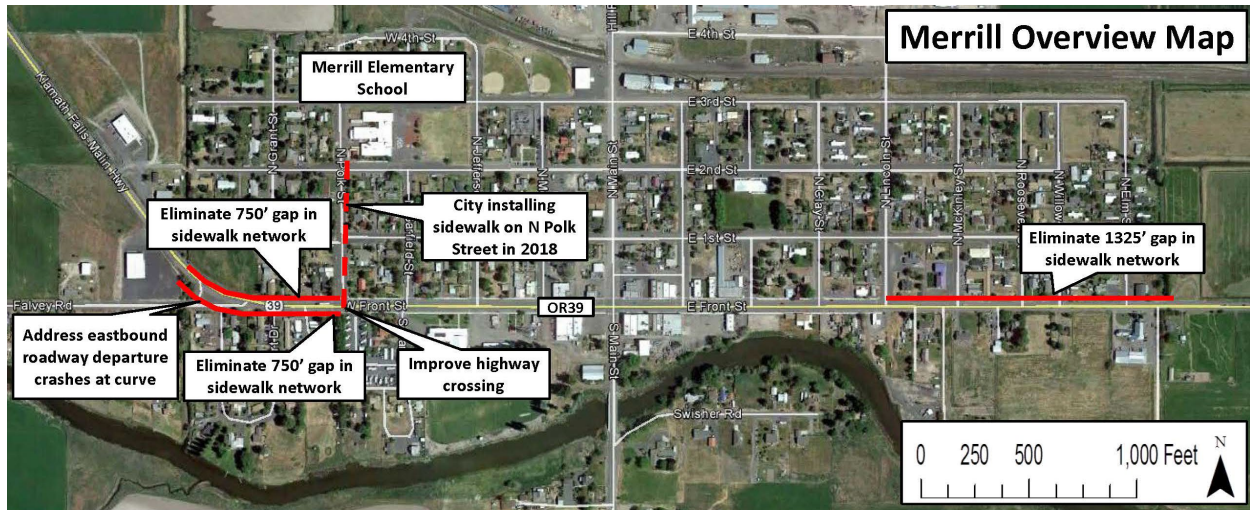 Merrill Overview Map
W 4th St
Hill R
E 4th St
Merrill Elementary
School
Klamath Falls-Malin Hwy
N Grant St
N Polk St
N Jeffers
N M
N Main St
E 3rd St
E 2nd St
N Clay St
N Lincoln St
N McKinley St
N Roosevel
N Willow
N Elm S
Eliminate 750' gap in
sidewalk network
City installing
sidewalk on N Polk
Street in 2018
arfield St
E 1st St
Eliminate 1325' gap in
sidewalk network
Falvey Rd
39
W Front St
OR39
E Front St
Address eastbound
roadway departure
crashes at curve
Eliminate 750' gap in
sidewalk network
Improve highway
crossing
S Main St
Swisher Rd
0 250 500 1,000 Feet
N